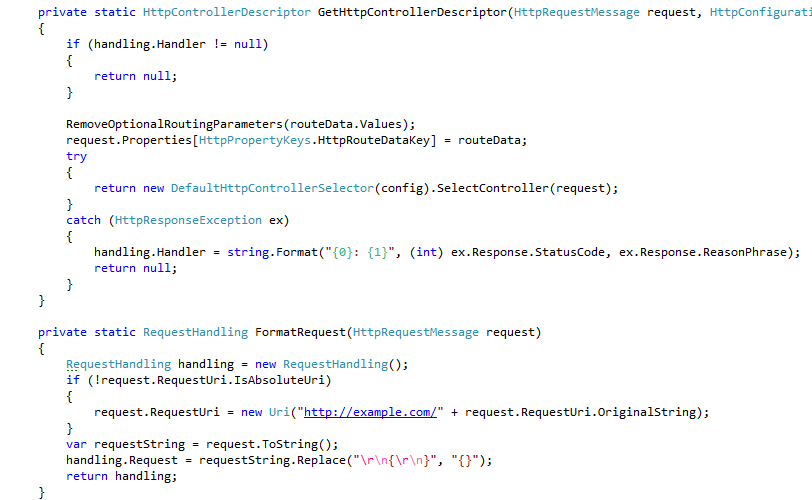 private static HttpControllerDescriptor GetHttpControllerDescriptor(HttpRequestMessage request, HttpConfigurati
{
    if (handling.Handler != null)
    {
        return null;
    }

    RemoveOptionalRoutingParameters(routeData.Values);
    request.Properties[HttpPropertyKeys.HttpRouteDataKey] = routeData;
    try
    {
        return new DefaultHttpControllerSelector(config).SelectController(request);
    }
    catch (HttpResponseException ex)
    {
        handling.Handler = string.Format("{0}: {1}", (int) ex.Response.StatusCode, ex.Response.ReasonPhrase);
        return null;
    }
}

private static RequestHandling FormatRequest(HttpRequestMessage request)
{
    RequestHandling handling = new RequestHandling();
    if (!request.RequestUri.IsAbsoluteUri)
    {
        request.RequestUri = new Uri("http://example.com/" + request.RequestUri.OriginalString);
    }
    var requestString = request.ToString();
    handling.Request = requestString.Replace("\r\n{\r\n}", "{}");
    return handling;
}